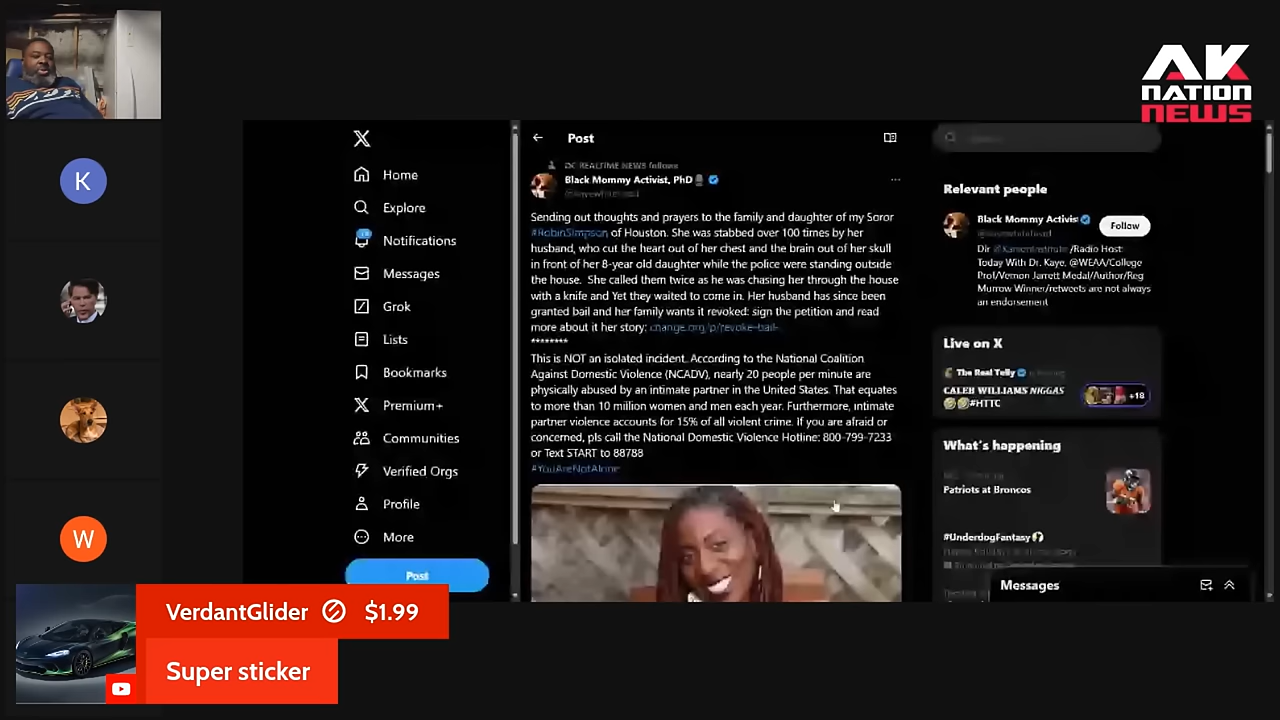 AK
NATION
NEWS
K
W
Home
Explore
Notifications
Messages
Grok
Lists
Bookmarks
Premium+
Communities
Verified Orgs
Profile
More
Post
Post
DC REALTIME NEWS follows
Black Mommy Activist, PhD
Sending out thoughts and prayers to the family and daughter of my Soror
#RobinSimpson of Houston. She was stabbed over 100 times by her
husband, who cut the heart out of her chest and the brain out of her skull
in front of her 8-year old daughter while the police were standing outside
the house. She called them twice as he was chasing her through the house
with a knife and Yet they waited to come in. Her husband has since been
granted bail and her family wants it revoked: sign the petition and read
more about it her story: change.org/p/revoke-bail-
********
This is NOT an isolated incident. According to the National Coalition
Against Domestic Violence (NCADV), nearly 20 people per minute are
physically abused by an intimate partner in the United States. That equates
to more than 10 million women and men each year. Furthermore, intimate
partner violence accounts for 15% of all violent crime. If you are afraid or
concerned, pls call the National Domestic Violence Hotline: 800-799-7233
or Text START to 88788
#YouAreNotAlone
Relevant people
Black Mommy Activis
Follow
Dir /Radio Host:
Today With Dr. Kaye, @WEAA/College
Prof/Vernon Jarrett Medal/Author/Reg
Murrow Winner/retweets are not always
an endorsement
Live on X
The Real Telly
CALEB WILLIAMS NIGGAS
#HTTC
+18
What's happening
Patriots at Broncos
#UnderdogFantasy
Messages
VerdantGlider $1.99
Super sticker